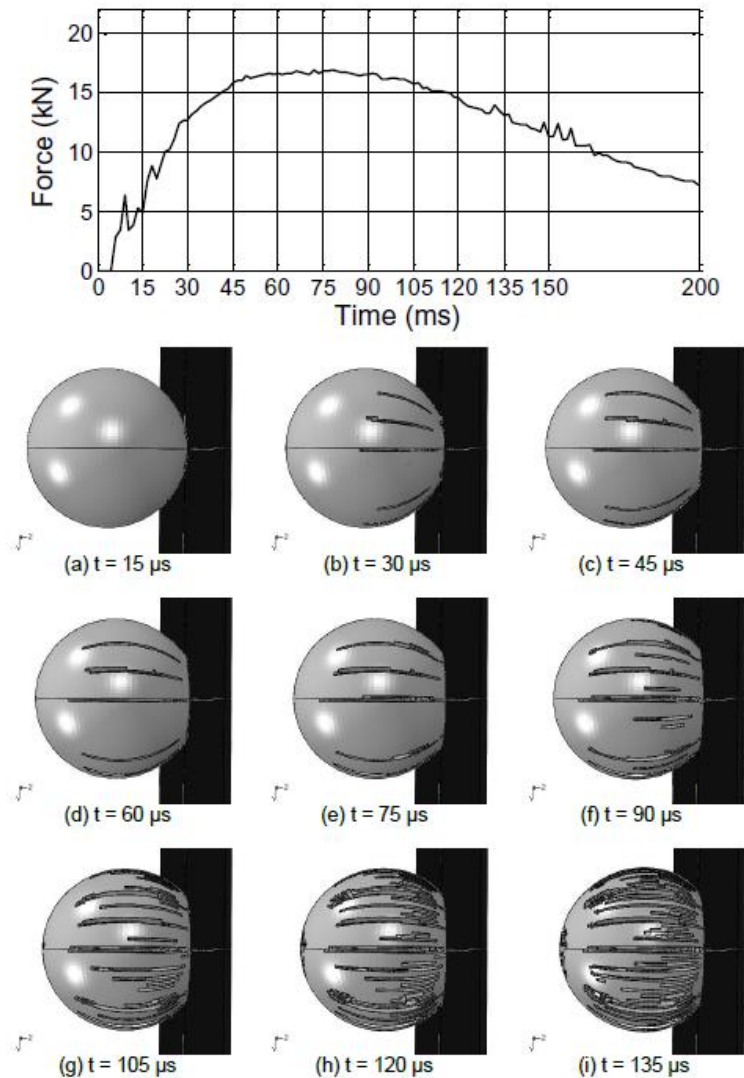 20
15
10
5
0
Force (kN)
0 15 30 45 60 75 90 105 120 135 150 200
Time (ms)
(a) t = 15 µs
(b) t = 30 µs
(c) t = 45 µs
(d) t = 60 µs
(e) t = 75 µs
(f) t = 90 µs
(g) t = 105 µs
(h) t = 120 µs
(i) t = 135 µs